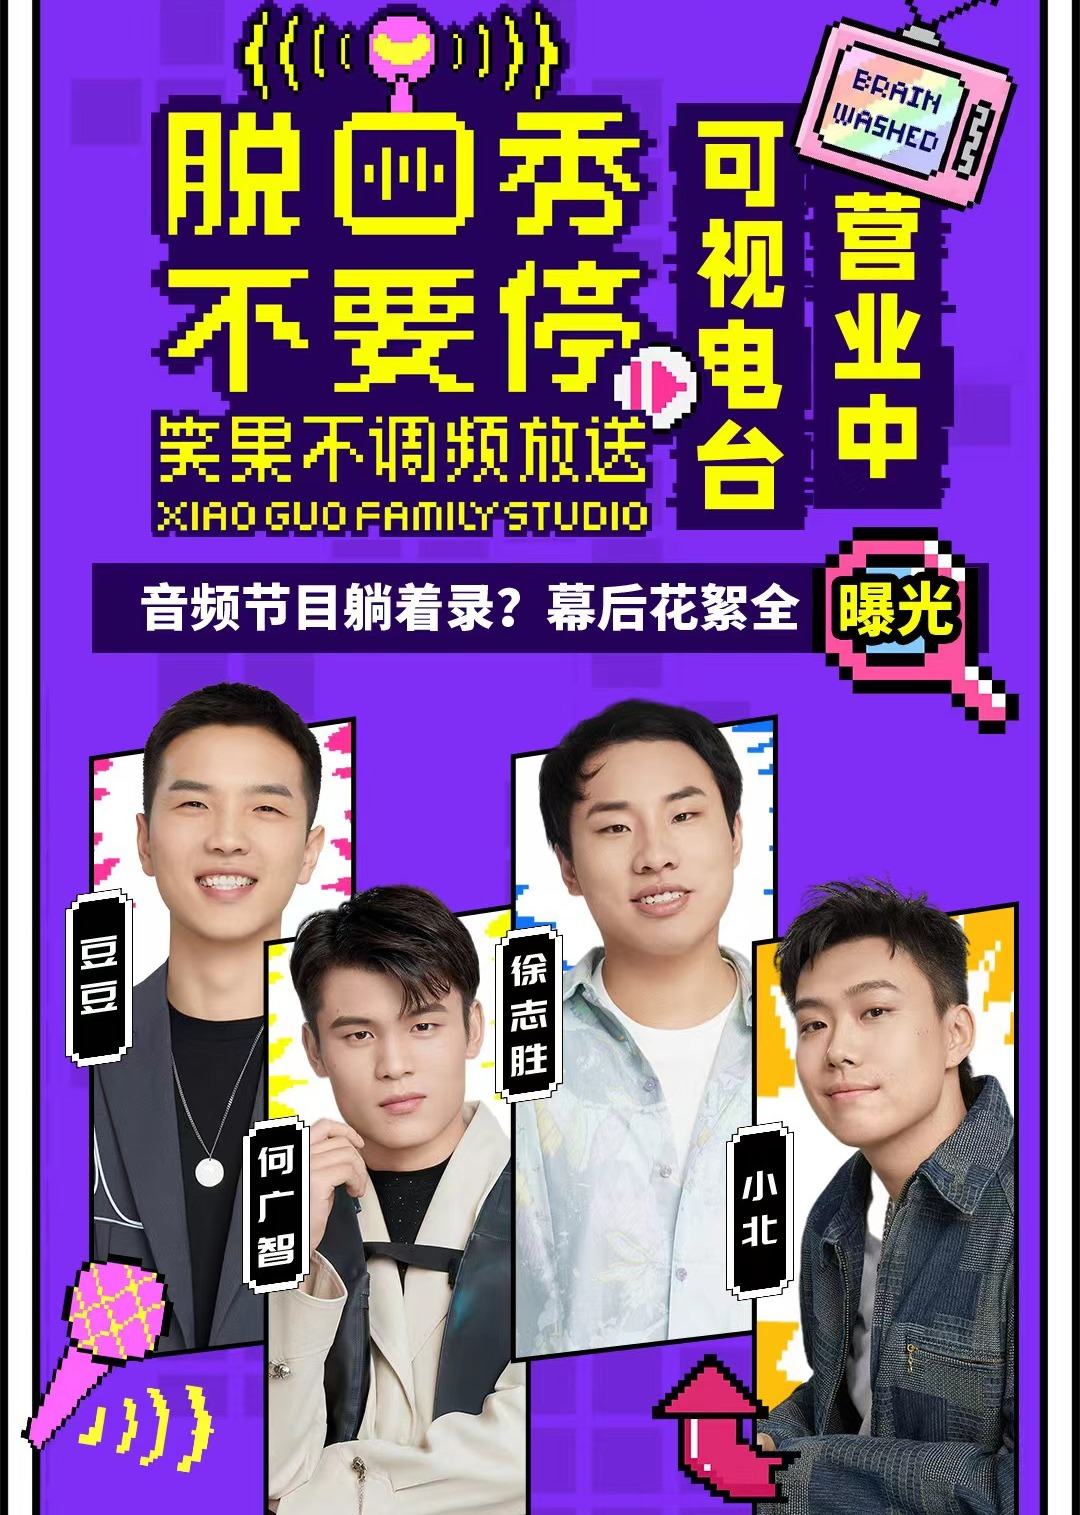 脱口秀
不要停
笑果不调频放送
XIAO GUO FAMILY STUDIO
可视电台
营业中
BRAIN
WASHED
音频节目躺着录？幕后花絮全曝光
豆豆
何广智
徐志胜
小北